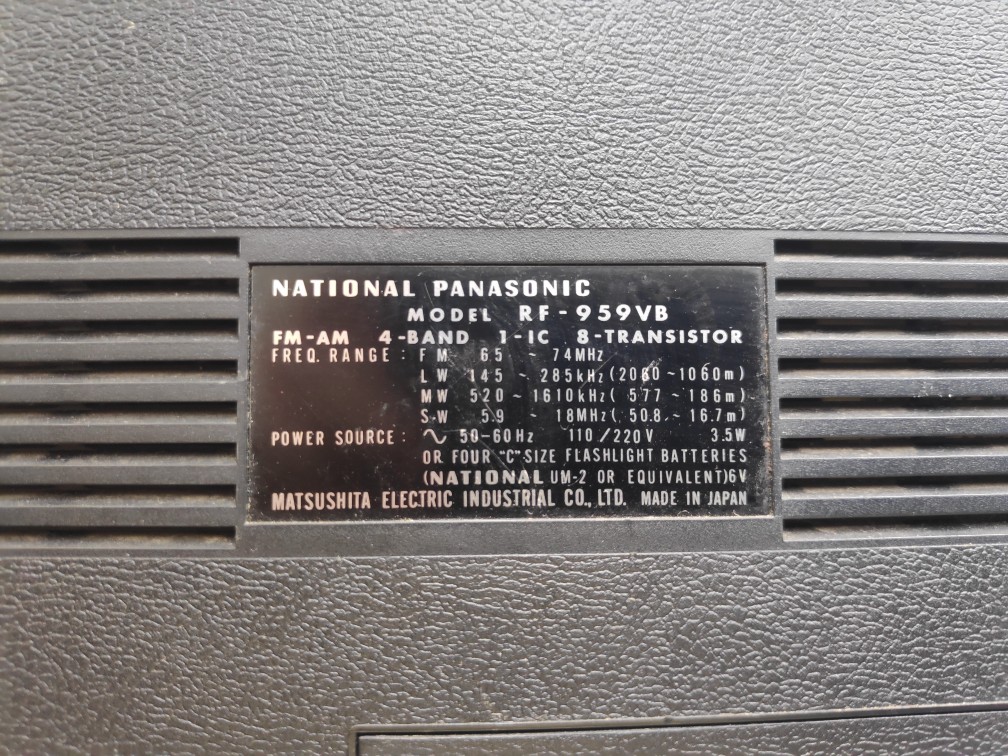 NATIONAL PANASONIC
MODEL RF-959VB
FM-AM 4-BAND 1-IC 8-TRANSISTOR
FREQ. RANGE : FM 65 ~ 74MHz
LW 145 ~ 285kHz (2060~1060m)
MW 520 ~ 1610kHz ( 577 ~ 186m)
SW 5.9 ~ 18MHz ( 50.8 ~ 16.7m)
POWER SOURCE : ∿ 50-60Hz 110/220V 3.5W
OR FOUR "C" SIZE FLASHLIGHT BATTERIES
(NATIONAL UM-2 OR EQUIVALENT)6V
MATSUSHITA ELECTRIC INDUSTRIAL CO., LTD. MADE IN JAPAN